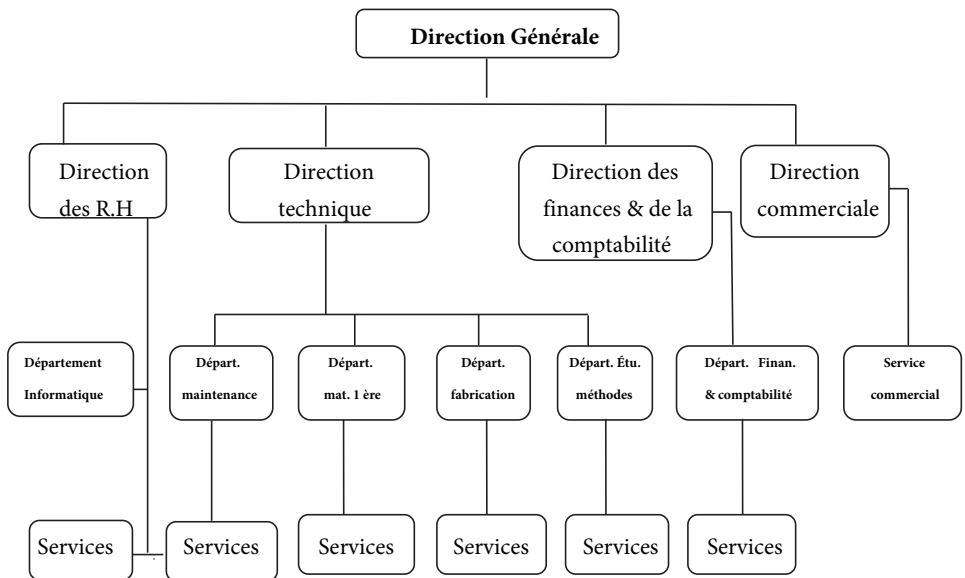 Direction Générale
Direction
des R.H
Direction
technique
Direction des
finances & de la
comptabilité
Direction
commerciale
Département
Informatique
Départ.
maintenance
Départ.
mat. 1 ère
Départ.
fabrication
Départ. Étu.
méthodes
Départ. Finan.
& comptabilité
Service
commercial
Services
Services
Services
Services
Services
Services